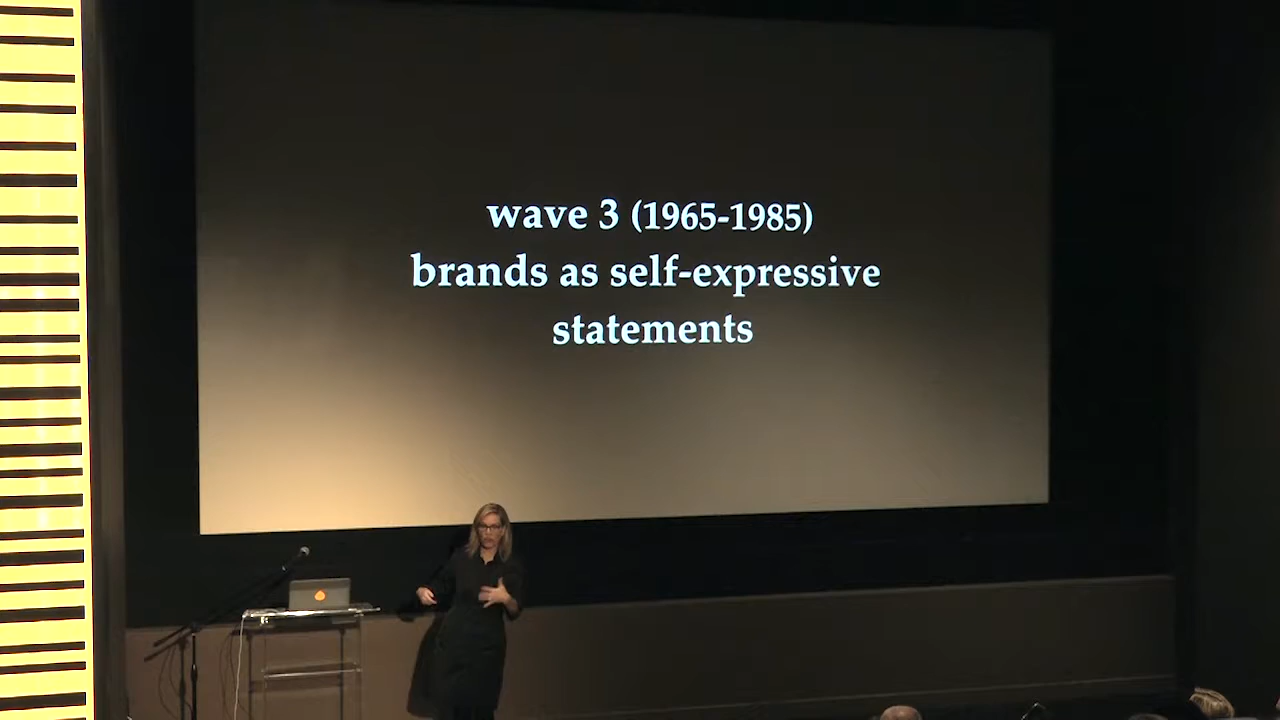 wave 3 (1965-1985)
brands as self-expressive
statements